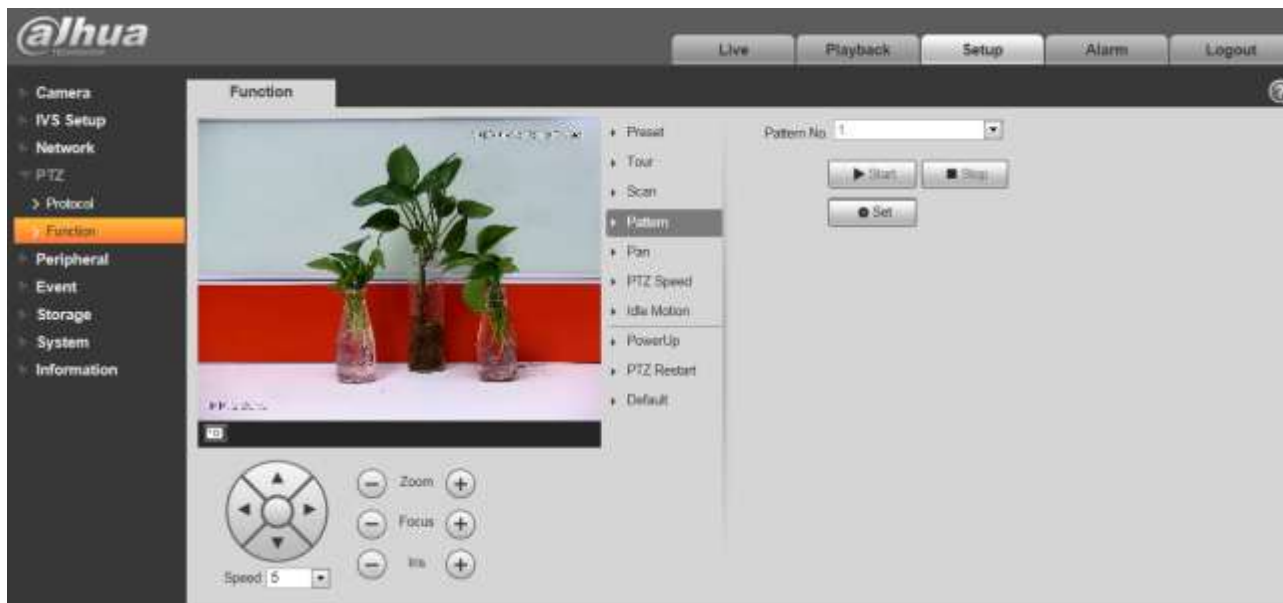 alhua
TECHNOLOGY
Live
Playback
Setup
Alarm
Logout
Camera
IVS Setup
Network
PTZ
Protocol
Function
Peripheral
Event
Storage
System
Information
Function
Preset
Tour
Scan
Pattern
Pan
PTZ Speed
Idle Motion
PowerUp
PTZ Restart
Default
Pattern No. 1
Start
Stop
Set
Zoom
Focus
Iris
Speed 5